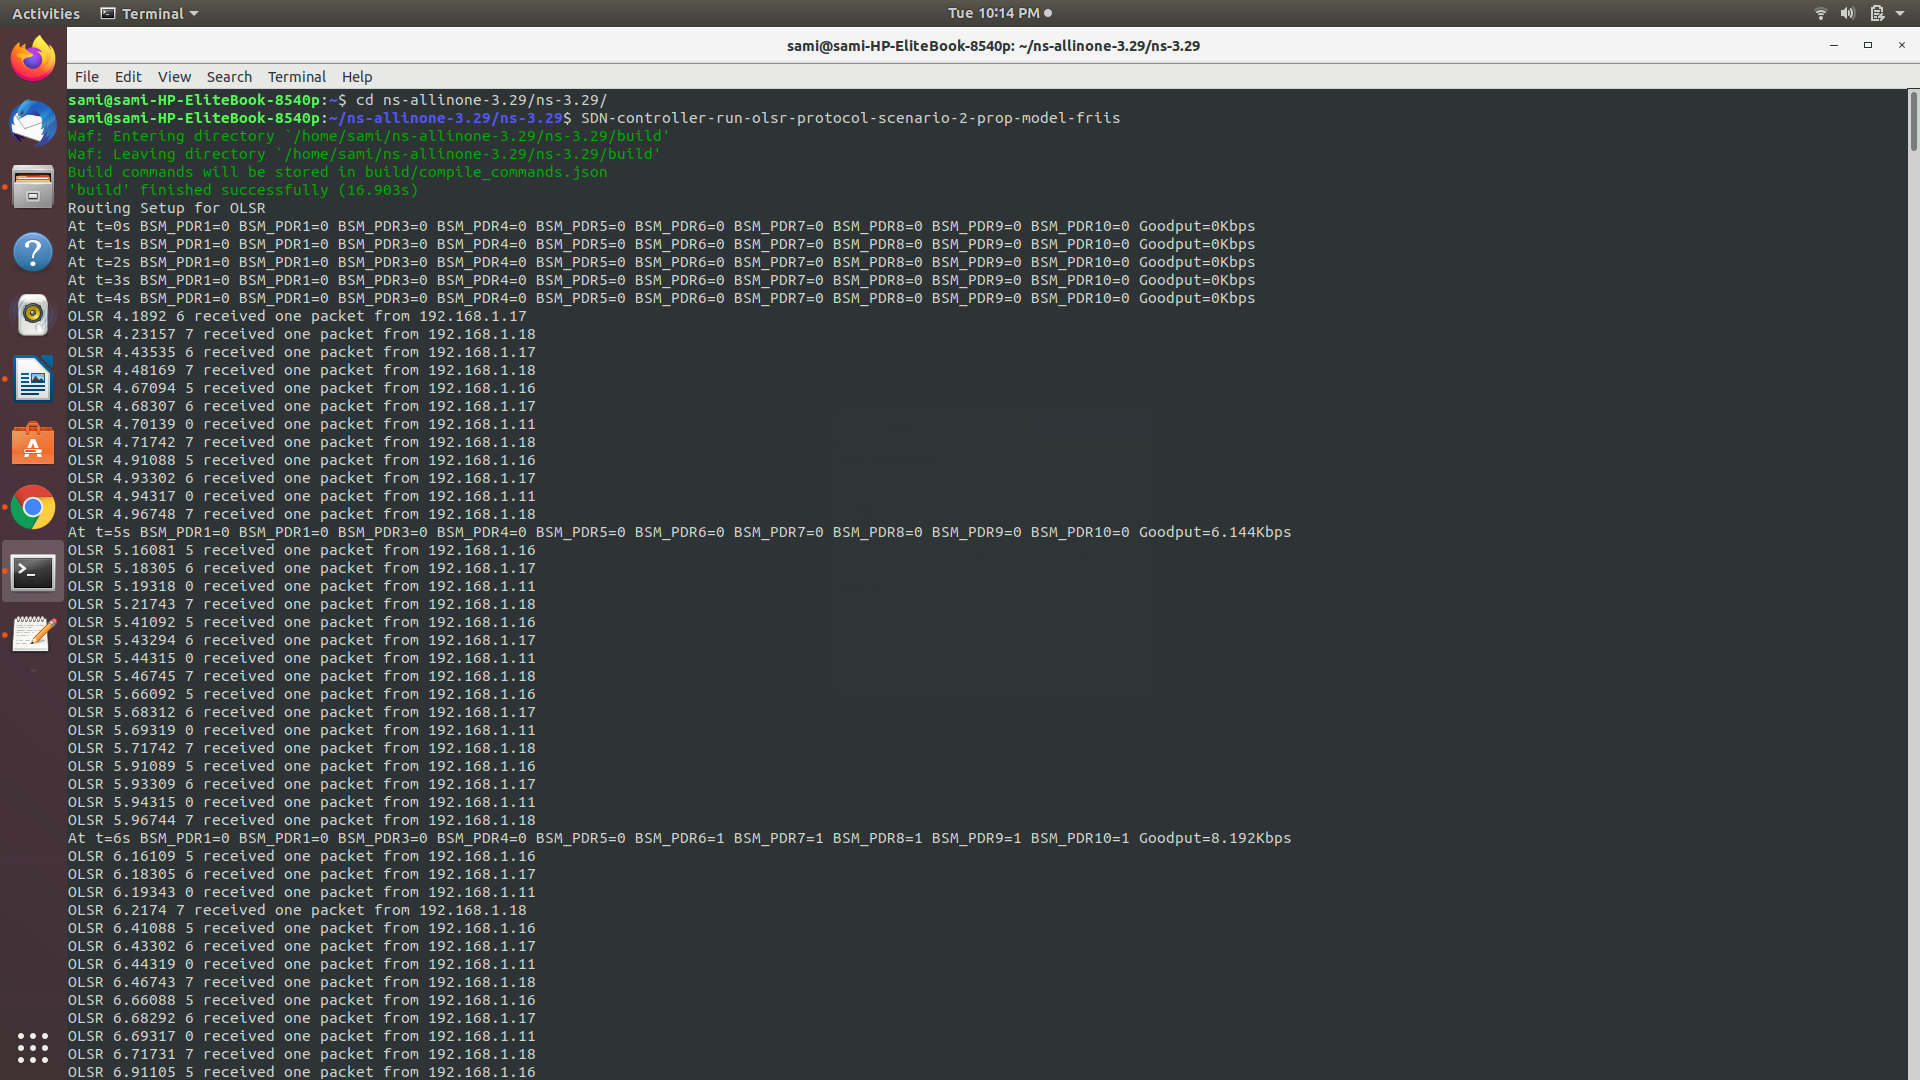 Activities Terminal Tue 10:14 PM
sami@sami-HP-EliteBook-8540p: ~/ns-allinone-3.29/ns-3.29
File Edit View Search Terminal Help
sami@sami-HP-EliteBook-8540p:~$ cd ns-allinone-3.29/ns-3.29/
sami@sami-HP-EliteBook-8540p:~/ns-allinone-3.29/ns-3.29$ SDN-controller-run-olsr-protocol-scenario-2-prop-model-friis
Waf: Entering directory `/home/sami/ns-allinone-3.29/ns-3.29/build'
Waf: Leaving directory `/home/sami/ns-allinone-3.29/ns-3.29/build'
Build commands will be stored in build/compile_commands.json
'build' finished successfully (16.903s)
Routing Setup for OLSR
At t=0s BSM_PDR1=0 BSM_PDR1=0 BSM_PDR3=0 BSM_PDR4=0 BSM_PDR5=0 BSM_PDR6=0 BSM_PDR7=0 BSM_PDR8=0 BSM_PDR9=0 BSM_PDR10=0 Goodput=0Kbps
At t=1s BSM_PDR1=0 BSM_PDR1=0 BSM_PDR3=0 BSM_PDR4=0 BSM_PDR5=0 BSM_PDR6=0 BSM_PDR7=0 BSM_PDR8=0 BSM_PDR9=0 BSM_PDR10=0 Goodput=0Kbps
At t=2s BSM_PDR1=0 BSM_PDR1=0 BSM_PDR3=0 BSM_PDR4=0 BSM_PDR5=0 BSM_PDR6=0 BSM_PDR7=0 BSM_PDR8=0 BSM_PDR9=0 BSM_PDR10=0 Goodput=0Kbps
At t=3s BSM_PDR1=0 BSM_PDR1=0 BSM_PDR3=0 BSM_PDR4=0 BSM_PDR5=0 BSM_PDR6=0 BSM_PDR7=0 BSM_PDR8=0 BSM_PDR9=0 BSM_PDR10=0 Goodput=0Kbps
At t=4s BSM_PDR1=0 BSM_PDR1=0 BSM_PDR3=0 BSM_PDR4=0 BSM_PDR5=0 BSM_PDR6=0 BSM_PDR7=0 BSM_PDR8=0 BSM_PDR9=0 BSM_PDR10=0 Goodput=0Kbps
OLSR 4.1892 6 received one packet from 192.168.1.17
OLSR 4.23157 7 received one packet from 192.168.1.18
OLSR 4.43535 6 received one packet from 192.168.1.17
OLSR 4.48169 7 received one packet from 192.168.1.18
OLSR 4.67094 5 received one packet from 192.168.1.16
OLSR 4.68307 6 received one packet from 192.168.1.17
OLSR 4.70139 0 received one packet from 192.168.1.11
OLSR 4.71742 7 received one packet from 192.168.1.18
OLSR 4.91088 5 received one packet from 192.168.1.16
OLSR 4.93302 6 received one packet from 192.168.1.17
OLSR 4.94317 0 received one packet from 192.168.1.11
OLSR 4.96748 7 received one packet from 192.168.1.18
At t=5s BSM_PDR1=0 BSM_PDR1=0 BSM_PDR3=0 BSM_PDR4=0 BSM_PDR5=0 BSM_PDR6=0 BSM_PDR7=0 BSM_PDR8=0 BSM_PDR9=0 BSM_PDR10=0 Goodput=6.144Kbps
OLSR 5.16081 5 received one packet from 192.168.1.16
OLSR 5.18305 6 received one packet from 192.168.1.17
OLSR 5.19318 0 received one packet from 192.168.1.11
OLSR 5.21743 7 received one packet from 192.168.1.18
OLSR 5.41092 5 received one packet from 192.168.1.16
OLSR 5.43294 6 received one packet from 192.168.1.17
OLSR 5.44315 0 received one packet from 192.168.1.11
OLSR 5.46745 7 received one packet from 192.168.1.18
OLSR 5.66092 5 received one packet from 192.168.1.16
OLSR 5.68312 6 received one packet from 192.168.1.17
OLSR 5.69319 0 received one packet from 192.168.1.11
OLSR 5.71742 7 received one packet from 192.168.1.18
OLSR 5.91089 5 received one packet from 192.168.1.16
OLSR 5.93309 6 received one packet from 192.168.1.17
OLSR 5.94315 0 received one packet from 192.168.1.11
OLSR 5.96744 7 received one packet from 192.168.1.18
At t=6s BSM_PDR1=0 BSM_PDR1=0 BSM_PDR3=0 BSM_PDR4=0 BSM_PDR5=0 BSM_PDR6=1 BSM_PDR7=1 BSM_PDR8=1 BSM_PDR9=1 BSM_PDR10=1 Goodput=8.192Kbps
OLSR 6.16109 5 received one packet from 192.168.1.16
OLSR 6.18305 6 received one packet from 192.168.1.17
OLSR 6.19343 0 received one packet from 192.168.1.11
OLSR 6.2174 7 received one packet from 192.168.1.18
OLSR 6.41088 5 received one packet from 192.168.1.16
OLSR 6.43302 6 received one packet from 192.168.1.17
OLSR 6.44319 0 received one packet from 192.168.1.11
OLSR 6.46743 7 received one packet from 192.168.1.18
OLSR 6.66088 5 received one packet from 192.168.1.16
OLSR 6.68292 6 received one packet from 192.168.1.17
OLSR 6.69317 0 received one packet from 192.168.1.11
OLSR 6.71731 7 received one packet from 192.168.1.18
OLSR 6.91105 5 received one packet from 192.168.1.16